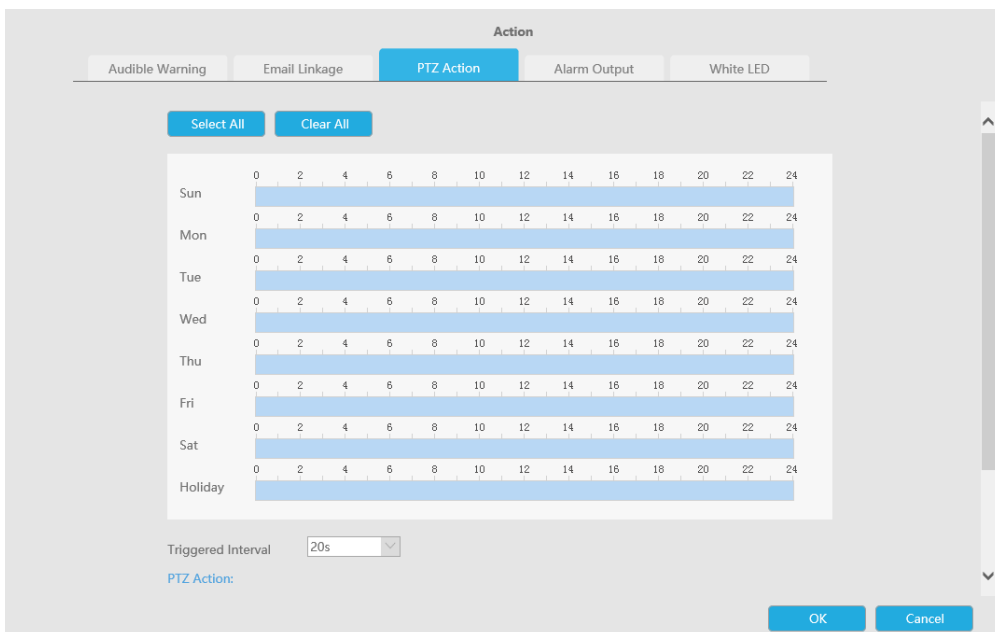 Action
Audible Warning Email Linkage PTZ Action Alarm Output White LED
Select All Clear All
0 2 4 6 8 10 12 14 16 18 20 22 24
Sun
0 2 4 6 8 10 12 14 16 18 20 22 24
Mon
0 2 4 6 8 10 12 14 16 18 20 22 24
Tue
0 2 4 6 8 10 12 14 16 18 20 22 24
Wed
0 2 4 6 8 10 12 14 16 18 20 22 24
Thu
0 2 4 6 8 10 12 14 16 18 20 22 24
Fri
0 2 4 6 8 10 12 14 16 18 20 22 24
Sat
0 2 4 6 8 10 12 14 16 18 20 22 24
Holiday
Triggered Interval 20s
PTZ Action:
OK Cancel